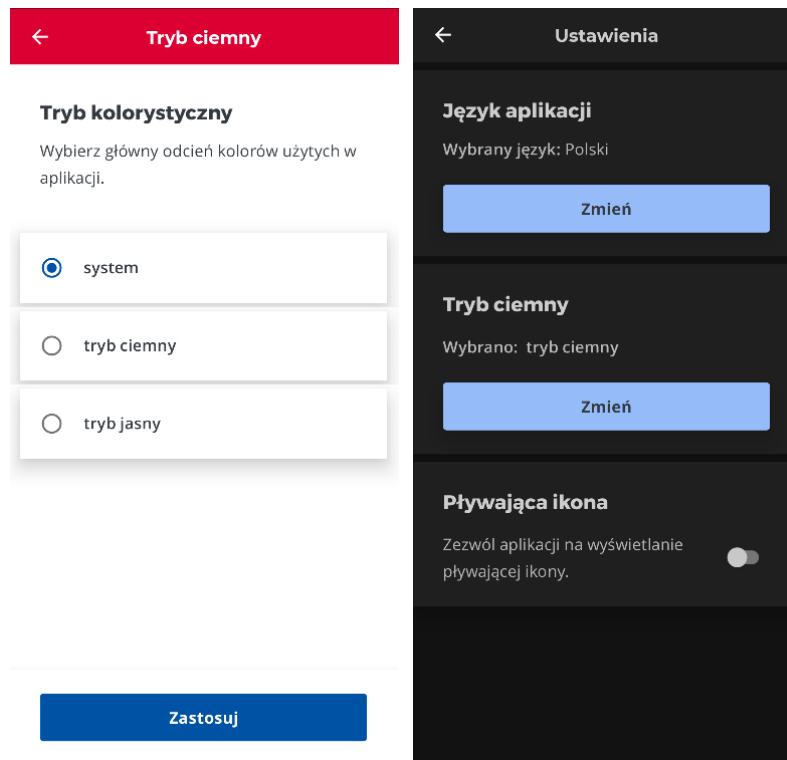 Tryb ciemny
Tryb kolorystyczny
Wybierz główny odcień kolorów użytych w
aplikacji.
system
tryb ciemny
tryb jasny
Zastosuj
Ustawienia
Język aplikacji
Wybrany język: Polski
Zmień
Tryb ciemny
Wybrano: tryb ciemny
Zmień
Pływająca ikona
Zezwól aplikacji na wyświetlanie
pływającej ikony.